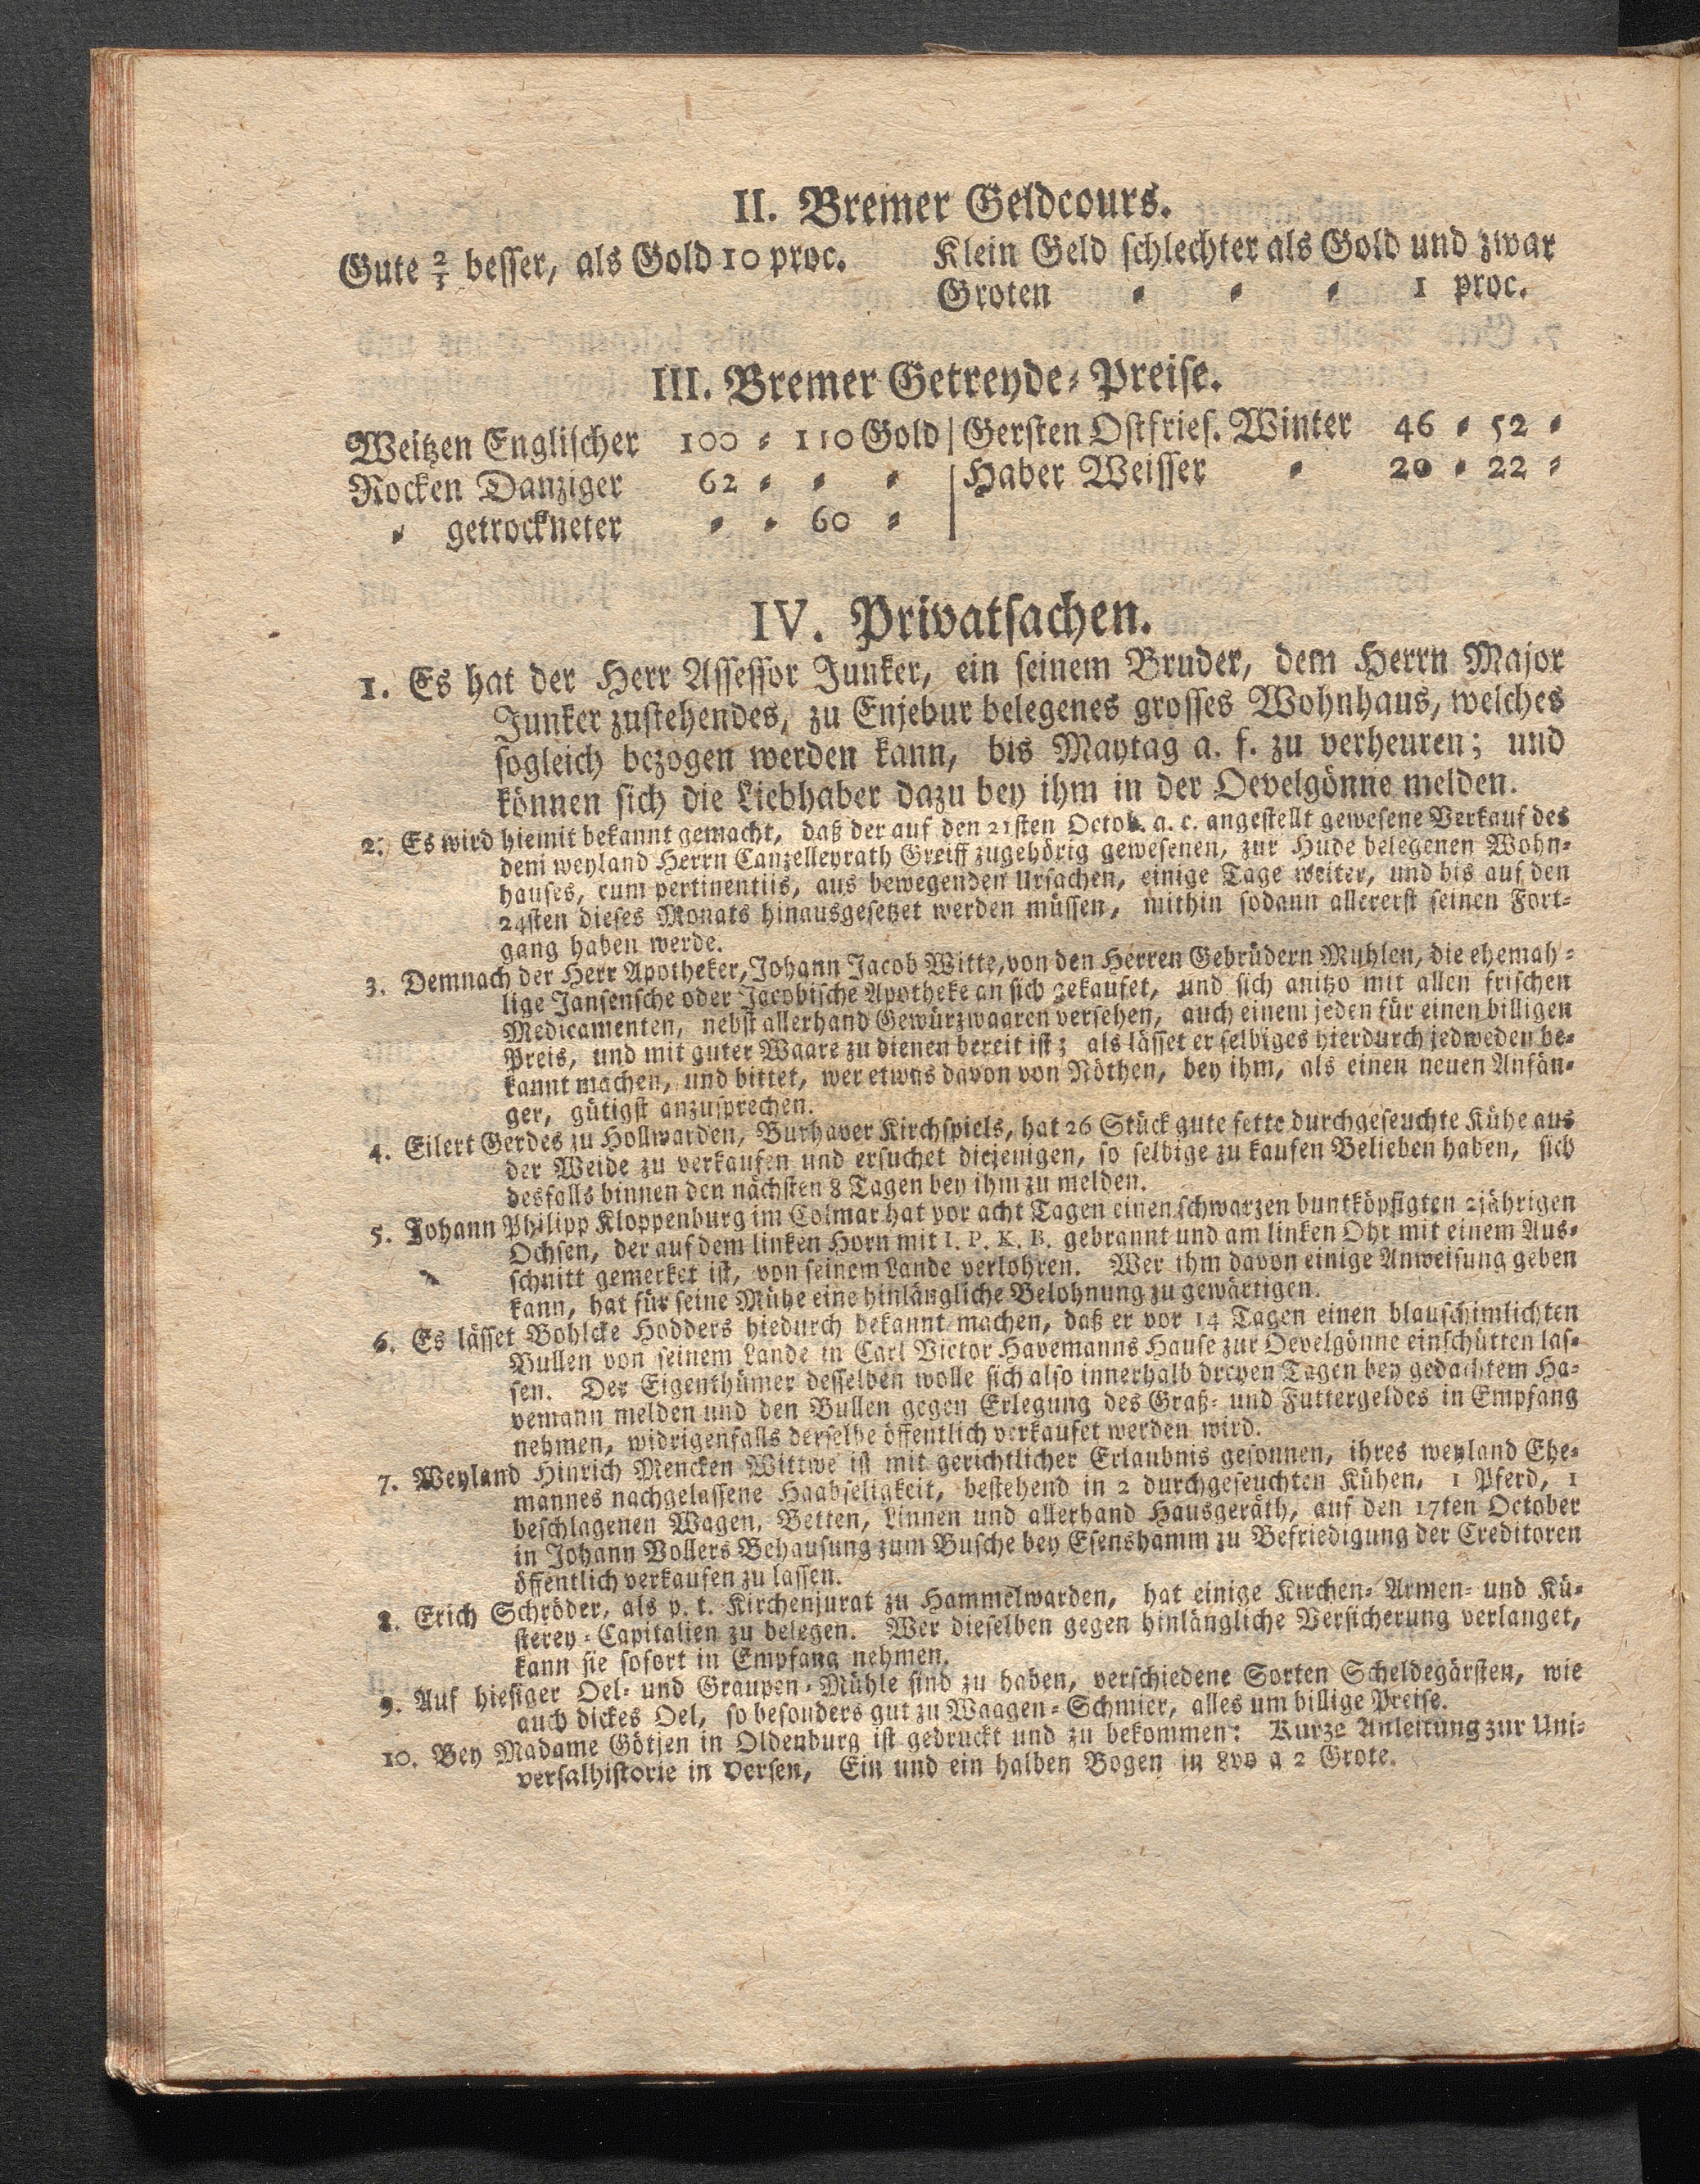 II. Bremer Geldcours.
Gute 2/3 besser, als Gold 10 proc. Klein Geld schlechter als Gold und zwar
Groten = = = 1 proc.
III. Bremer Getreyde-Preise.
Weitzen Englischer 100 = 110 Gold | Gersten Ostfries. Winter 46 = 52 =
Rocken Danziger 62 = = = | Haber Weisser = 20 = 22 =
= getrockneter = = 60 = |
IV. Privatsachen.
1. Es hat der Herr Assessor Junker, ein seinem Bruder, dem Herrn Major
Junker zustehendes, zu Enjebur belegenes grosses Wohnhaus, welches
sogleich bezogen werden kann, bis Maytag a. f. zu verheuren; und
können sich die Liebhaber dazu bey ihm in der Oevelgönne melden.
2. Es wird hiemit bekannt gemacht, daß der auf den 21sten Octob. a. c. angestellt gewesene Verkauf des
dem weyland Herrn Canzelleyrath Greiff zugehörig gewesenen, zur Hude belegenen Wohn-
hauses, cum pertinentiis, aus bewegenden Ursachen, einige Tage weiter, und bis auf den
24sten dieses Monats hinausgesetzet werden müssen, mithin sodann allererst seinen Fort-
gang haben werde.
3. Demnach der Herr Apotheker, Johann Jacob Witte, von den Herren Gebrüdern Muhlen, die ehemah-
lige Jansensche oder Jacobische Apotheke an sich gekaufet, und sich anitzo mit allen frischen
Medicamenten, nebst allerhand Gewürzwaaren versehen, auch einem jeden für einen billigen
Preis, und mit guter Waare zu dienen bereit ist; als lässet er selbiges hierdurch jedweden be-
kannt machen, und bittet, wer etwas davon von Nöthen, bey ihm, als einen neuen Anfän-
ger, gütigst anzusprechen.
4. Eilert Gerdes zu Hollwarden, Burhaver Kirchspiels, hat 26 Stück gute fette durchgeseuchte Kühe aus
der Weide zu verkaufen und ersuchet diejenigen, so selbige zu kaufen Belieben haben, sich
desfalls binnen den nächsten 8 Tagen bey ihm zu melden.
5. Johann Philipp Kloppenburg im Colmar hat vor acht Tagen einen schwarzen buntköpfigten 2jährigen
Ochsen, der auf dem linken Horn mit I. P. K. B. gebrannt und am linken Ohr mit einem Aus-
schnitt gemerket ist, von seinem Lande verlohren. Wer ihm davon einige Anweisung geben
kann, hat für seine Mühe eine hinlängliche Belohnung zu gewärtigen.
6. Es lässet Bohlcke Hodders hiedurch bekannt machen, daß er vor 14 Tagen einen blauschimlichten
Bullen von seinem Lande in Carl Victor Havemanns Hause zur Oevelgönne einschütten las-
sen. Der Eigenthümer desselben wolle sich also innerhalb dreyen Tagen bey gedachtem Ha-
vemann melden und den Bullen gegen Erlegung des Graß- und Futtergeldes in Empfang
nehmen, widrigenfalls derselbe öffentlich verkaufet werden wird.
7. Weyland Hinrich Mencken Wittwe ist mit gerichtlicher Erlaubnis gesonnen, ihres weyland Ehe-
mannes nachgelassene Haabseligkeit, bestehend in 2 durchgeseuchten Kühen, 1 Pferd, 1
beschlagenen Wagen, Betten, Linnen und allerhand Hausgeräth, auf den 17ten October
in Johann Vollers Behausung zum Busche bey Esenshamm zu Befriedigung der Creditoren
öffentlich verkaufen zu lassen.
8. Erich Schröder, als p. t. Kirchenjurat zu Hammelwarden, hat einige Kirchen- Armen- und Kü-
sterey-Capitalien zu belegen. Wer dieselben gegen hinlängliche Versicherung verlanget,
kann sie sofort in Empfang nehmen.
9. Auf hiesiger Oel- und Graupen-Mühle sind zu haben, verschiedene Sorten Scheldegärsten, wie
auch dickes Oel, so besonders gut zu Waagen-Schmier, alles um billige Preise.
10. Bey Madame Götjen in Oldenburg ist gedruckt und zu bekommen: Kurze Anleitung zur Uni-
versalhistorie in Versen, Ein und ein halben Bogen in 8vo a 2 Grote.